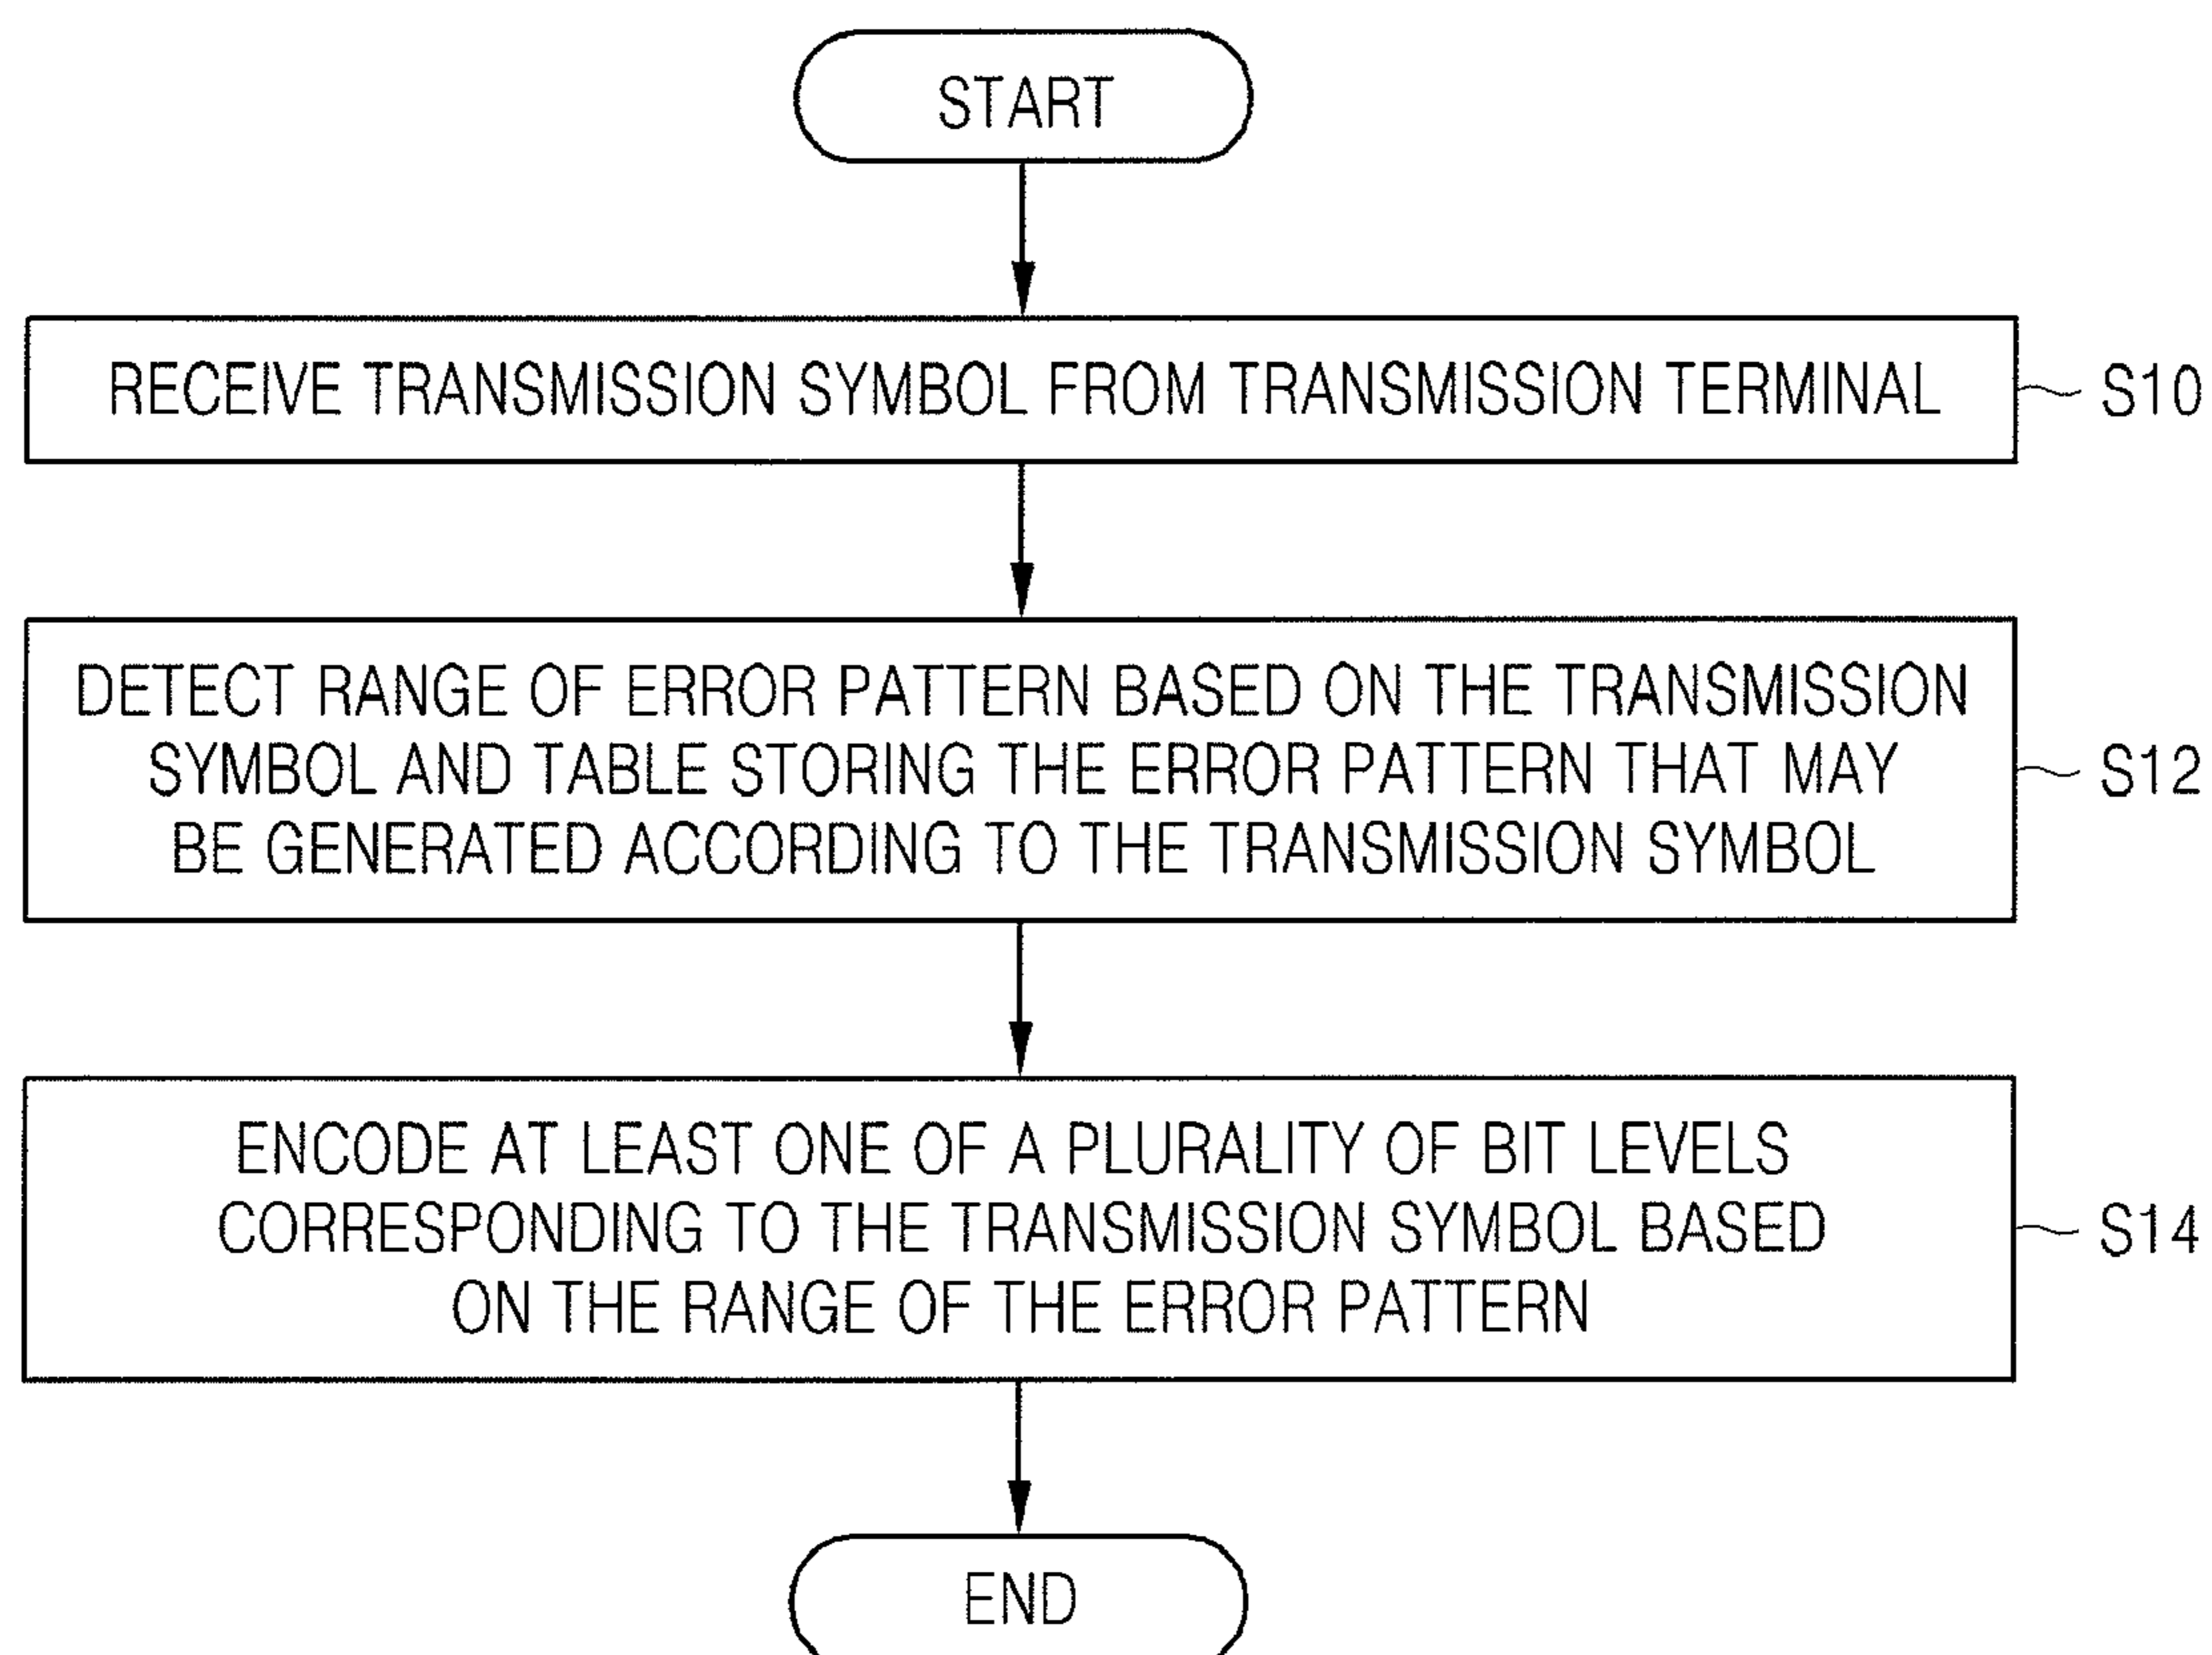 START
RECEIVE TRANSMISSION SYMBOL FROM TRANSMISSION TERMINAL
S10
DETECT RANGE OF ERROR PATTERN BASED ON THE TRANSMISSION
SYMBOL AND TABLE STORING THE ERROR PATTERN THAT MAY
BE GENERATED ACCORDING TO THE TRANSMISSION SYMBOL
S12
ENCODE AT LEAST ONE OF A PLURALITY OF BIT LEVELS
CORRESPONDING TO THE TRANSMISSION SYMBOL BASED
ON THE RANGE OF THE ERROR PATTERN
S14
END